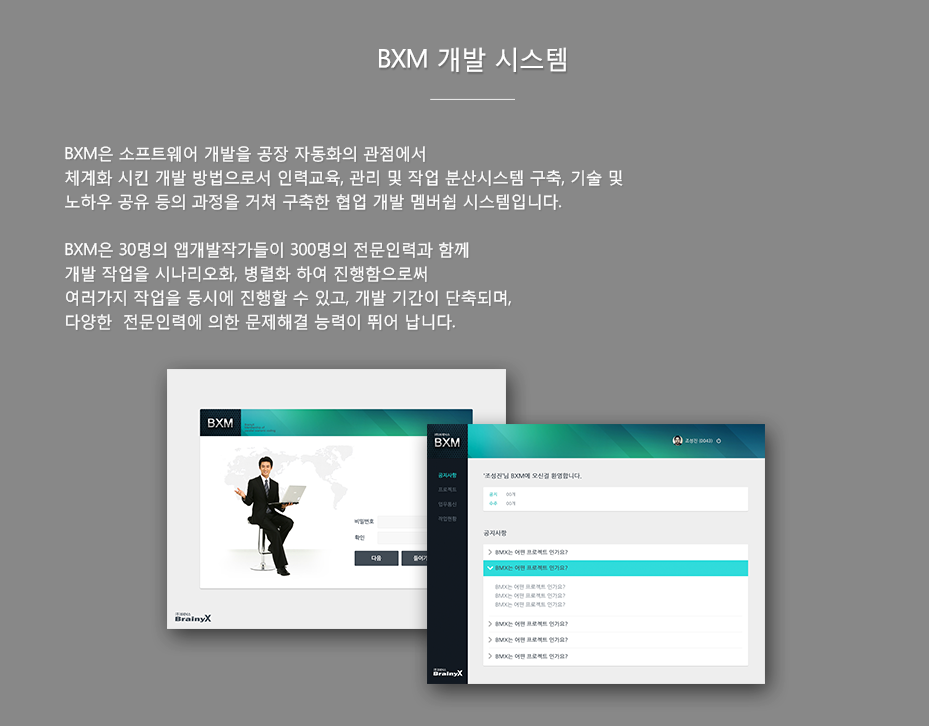 BXM 개발 시스템
BXM은 소프트웨어 개발을 공장 자동화의 관점에서
체계화 시킨 개발 방법으로서 인력교육, 관리 및 작업 분산시스템 구축, 기술 및
노하우 공유 등의 과정을 거쳐 구축한 협업 개발 멤버쉽 시스템입니다.
BXM은 30명의 앱개발작가들이 300명의 전문인력과 함께
개발 작업을 시나리오화, 병렬화 하여 진행함으로써
여러가지 작업을 동시에 진행할 수 있고, 개발 기간이 단축되며,
다양한  전문인력에 의한 문제해결 능력이 뛰어 납니다.
BXM
비밀번호
확인
다음
BrainyX
BXM
조성진 (0043)
공지사항
프로젝트
업무통신
작업현황
'조성진'님 BXM에 오신걸 환영합니다.
공지 00개
00개
공지사항
BMX는 어떤 프로젝트 인가요?
BMX는 어떤 프로젝트 인가요?
BMX는 어떤 프로젝트 인가요?
BMX는 어떤 프로젝트 인가요?
BMX는 어떤 프로젝트 인가요?
BMX는 어떤 프로젝트 인가요?
BMX는 어떤 프로젝트 인가요?
BMX는 어떤 프로젝트 인가요?
BrainyX